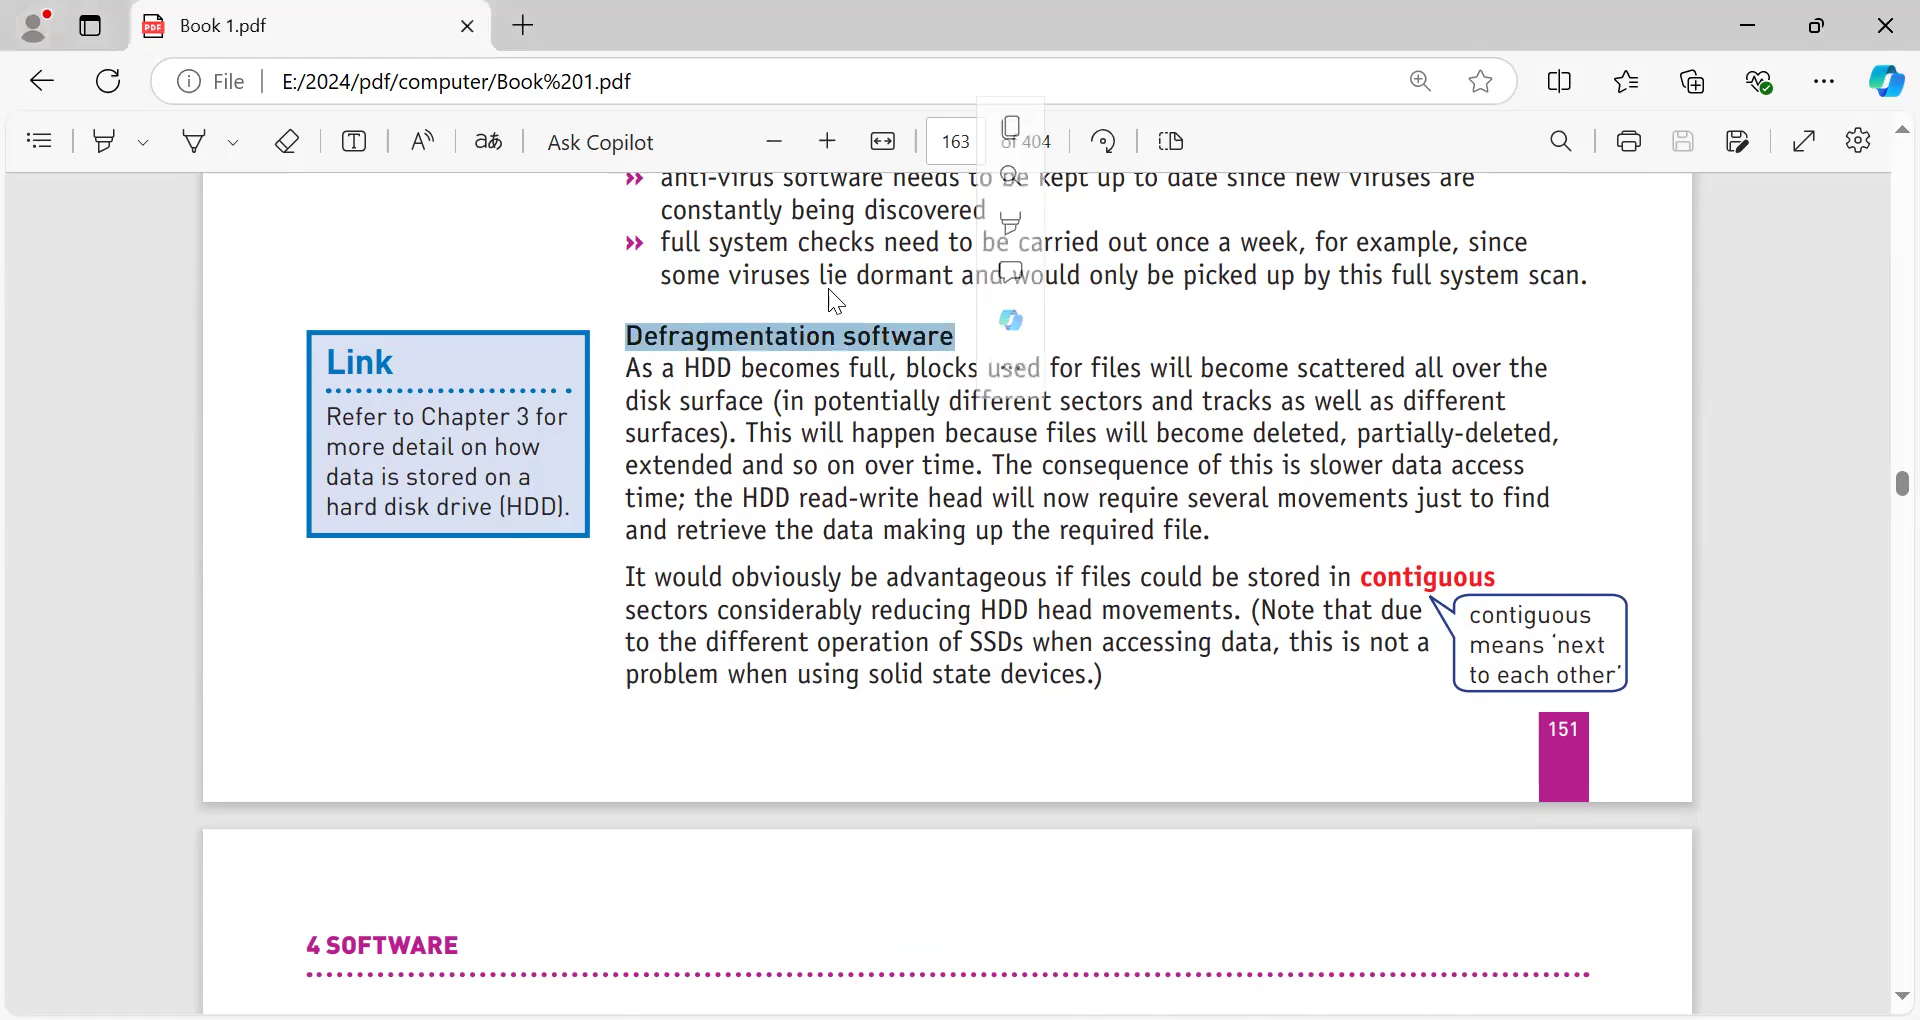 Book 1.pdf
File
E:/2024/pdf/computer/Book%201.pdf
Ask Copilot
163
of 404
» anti-virus software needs to be kept up to date since new viruses are
constantly being discovered
» full system checks need to be carried out once a week, for example, since
some viruses lie dormant and would only be picked up by this full system scan.
Defragmentation software
As a HDD becomes full, blocks used for files will become scattered all over the
disk surface (in potentially different sectors and tracks as well as different
surfaces). This will happen because files will become deleted, partially-deleted,
extended and so on over time. The consequence of this is slower data access
time; the HDD read-write head will now require several movements just to find
and retrieve the data making up the required file.
Link
Refer to Chapter 3 for
more detail on how
data is stored on a
hard disk drive (HDD).
It would obviously be advantageous if files could be stored in contiguous
sectors considerably reducing HDD head movements. (Note that due
to the different operation of SSDs when accessing data, this is not a
problem when using solid state devices.)
contiguous
means ‘next
to each other’
151
4 SOFTWARE